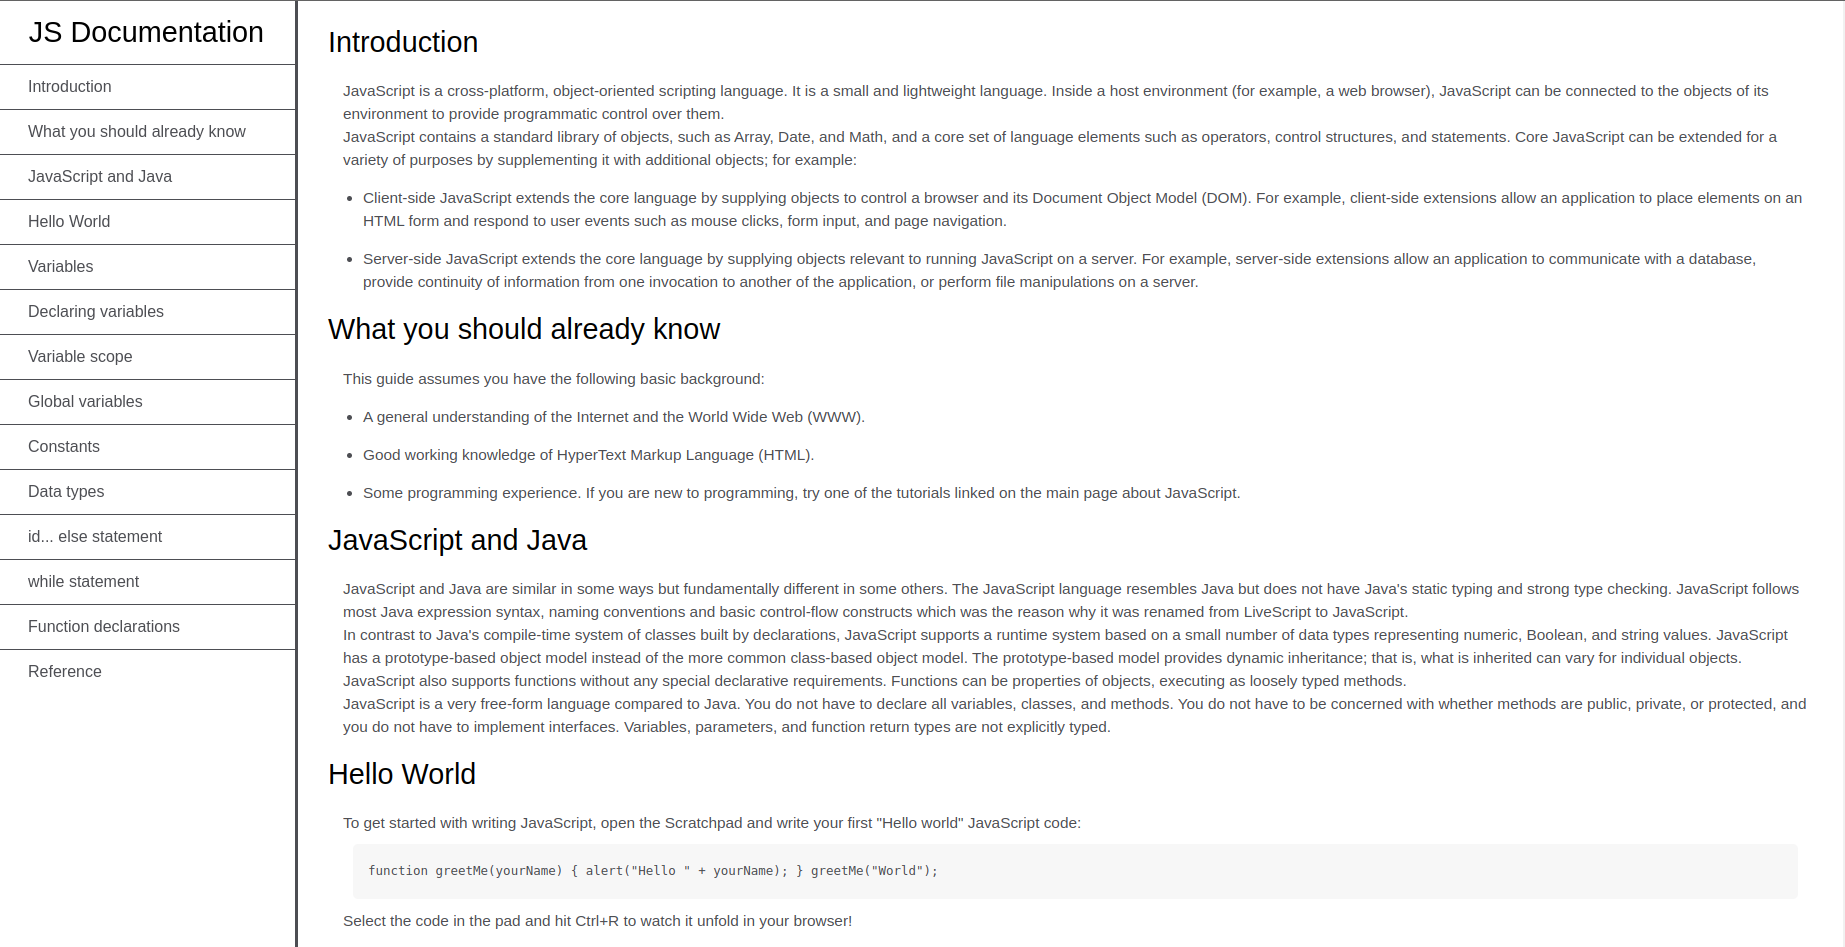 JS Documentation
Introduction
What you should already know
JavaScript and Java
Hello World
Variables
Declaring variables
Variable scope
Global variables
Constants
Data types
id... else statement
while statement
Function declarations
Reference
Introduction
JavaScript is a cross-platform, object-oriented scripting language. It is a small and lightweight language. Inside a host environment (for example, a web browser), JavaScript can be connected to the objects of its
environment to provide programmatic control over them.
JavaScript contains a standard library of objects, such as Array, Date, and Math, and a core set of language elements such as operators, control structures, and statements. Core JavaScript can be extended for a
variety of purposes by supplementing it with additional objects; for example:
• Client-side JavaScript extends the core language by supplying objects to control a browser and its Document Object Model (DOM). For example, client-side extensions allow an application to place elements on an
HTML form and respond to user events such as mouse clicks, form input, and page navigation.
• Server-side JavaScript extends the core language by supplying objects relevant to running JavaScript on a server. For example, server-side extensions allow an application to communicate with a database,
provide continuity of information from one invocation to another of the application, or perform file manipulations on a server.
What you should already know
This guide assumes you have the following basic background:
• A general understanding of the Internet and the World Wide Web (WWW).
• Good working knowledge of HyperText Markup Language (HTML).
• Some programming experience. If you are new to programming, try one of the tutorials linked on the main page about JavaScript.
JavaScript and Java
JavaScript and Java are similar in some ways but fundamentally different in some others. The JavaScript language resembles Java but does not have Java's static typing and strong type checking. JavaScript follows
most Java expression syntax, naming conventions and basic control-flow constructs which was the reason why it was renamed from LiveScript to JavaScript.
In contrast to Java's compile-time system of classes built by declarations, JavaScript supports a runtime system based on a small number of data types representing numeric, Boolean, and string values. JavaScript
has a prototype-based object model instead of the more common class-based object model. The prototype-based model provides dynamic inheritance; that is, what is inherited can vary for individual objects.
JavaScript also supports functions without any special declarative requirements. Functions can be properties of objects, executing as loosely typed methods.
JavaScript is a very free-form language compared to Java. You do not have to declare all variables, classes, and methods. You do not have to be concerned with whether methods are public, private, or protected, and
you do not have to implement interfaces. Variables, parameters, and function return types are not explicitly typed.
Hello World
To get started with writing JavaScript, open the Scratchpad and write your first "Hello world" JavaScript code:
function greetMe(yourName) { alert("Hello " + yourName); } greetMe("World");
Select the code in the pad and hit Ctrl+R to watch it unfold in your browser!